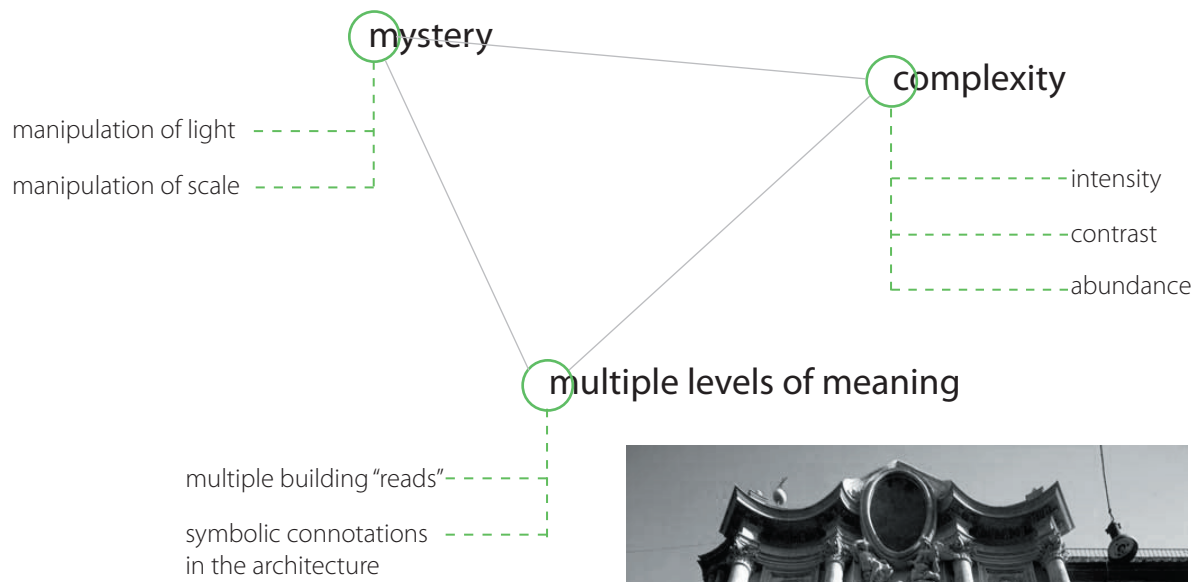 mystery
complexity
manipulation of light
manipulation of scale
intensity
contrast
abundance
multiple levels of meaning
multiple building “reads”
symbolic connotations
in the architecture